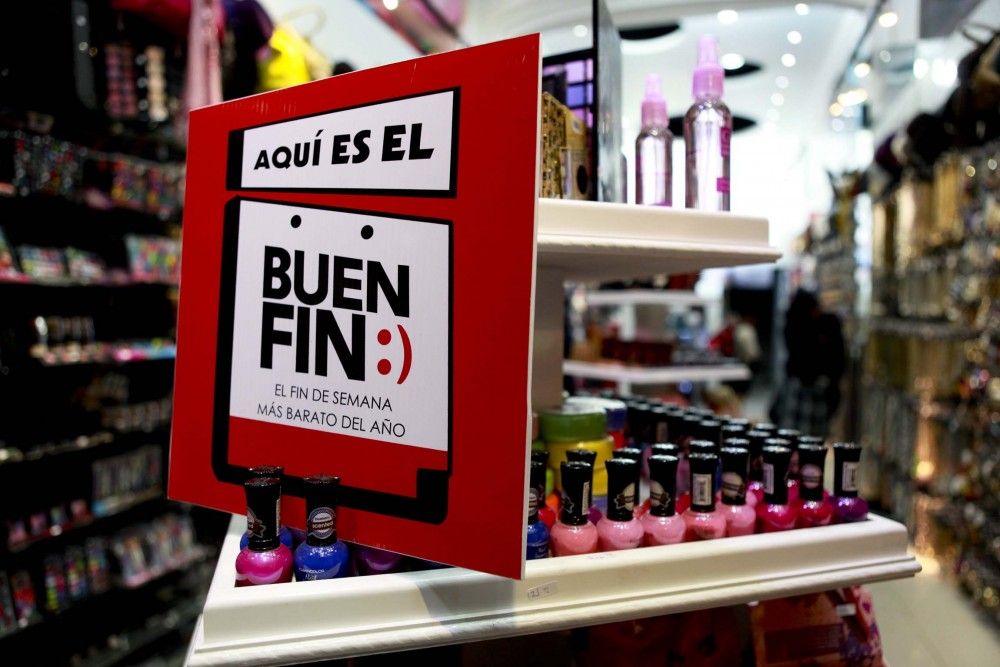 AQUÍ ES EL
BUEN
FIN:)
EL FIN DE SEMANA
MÁS BARATO DEL AÑO